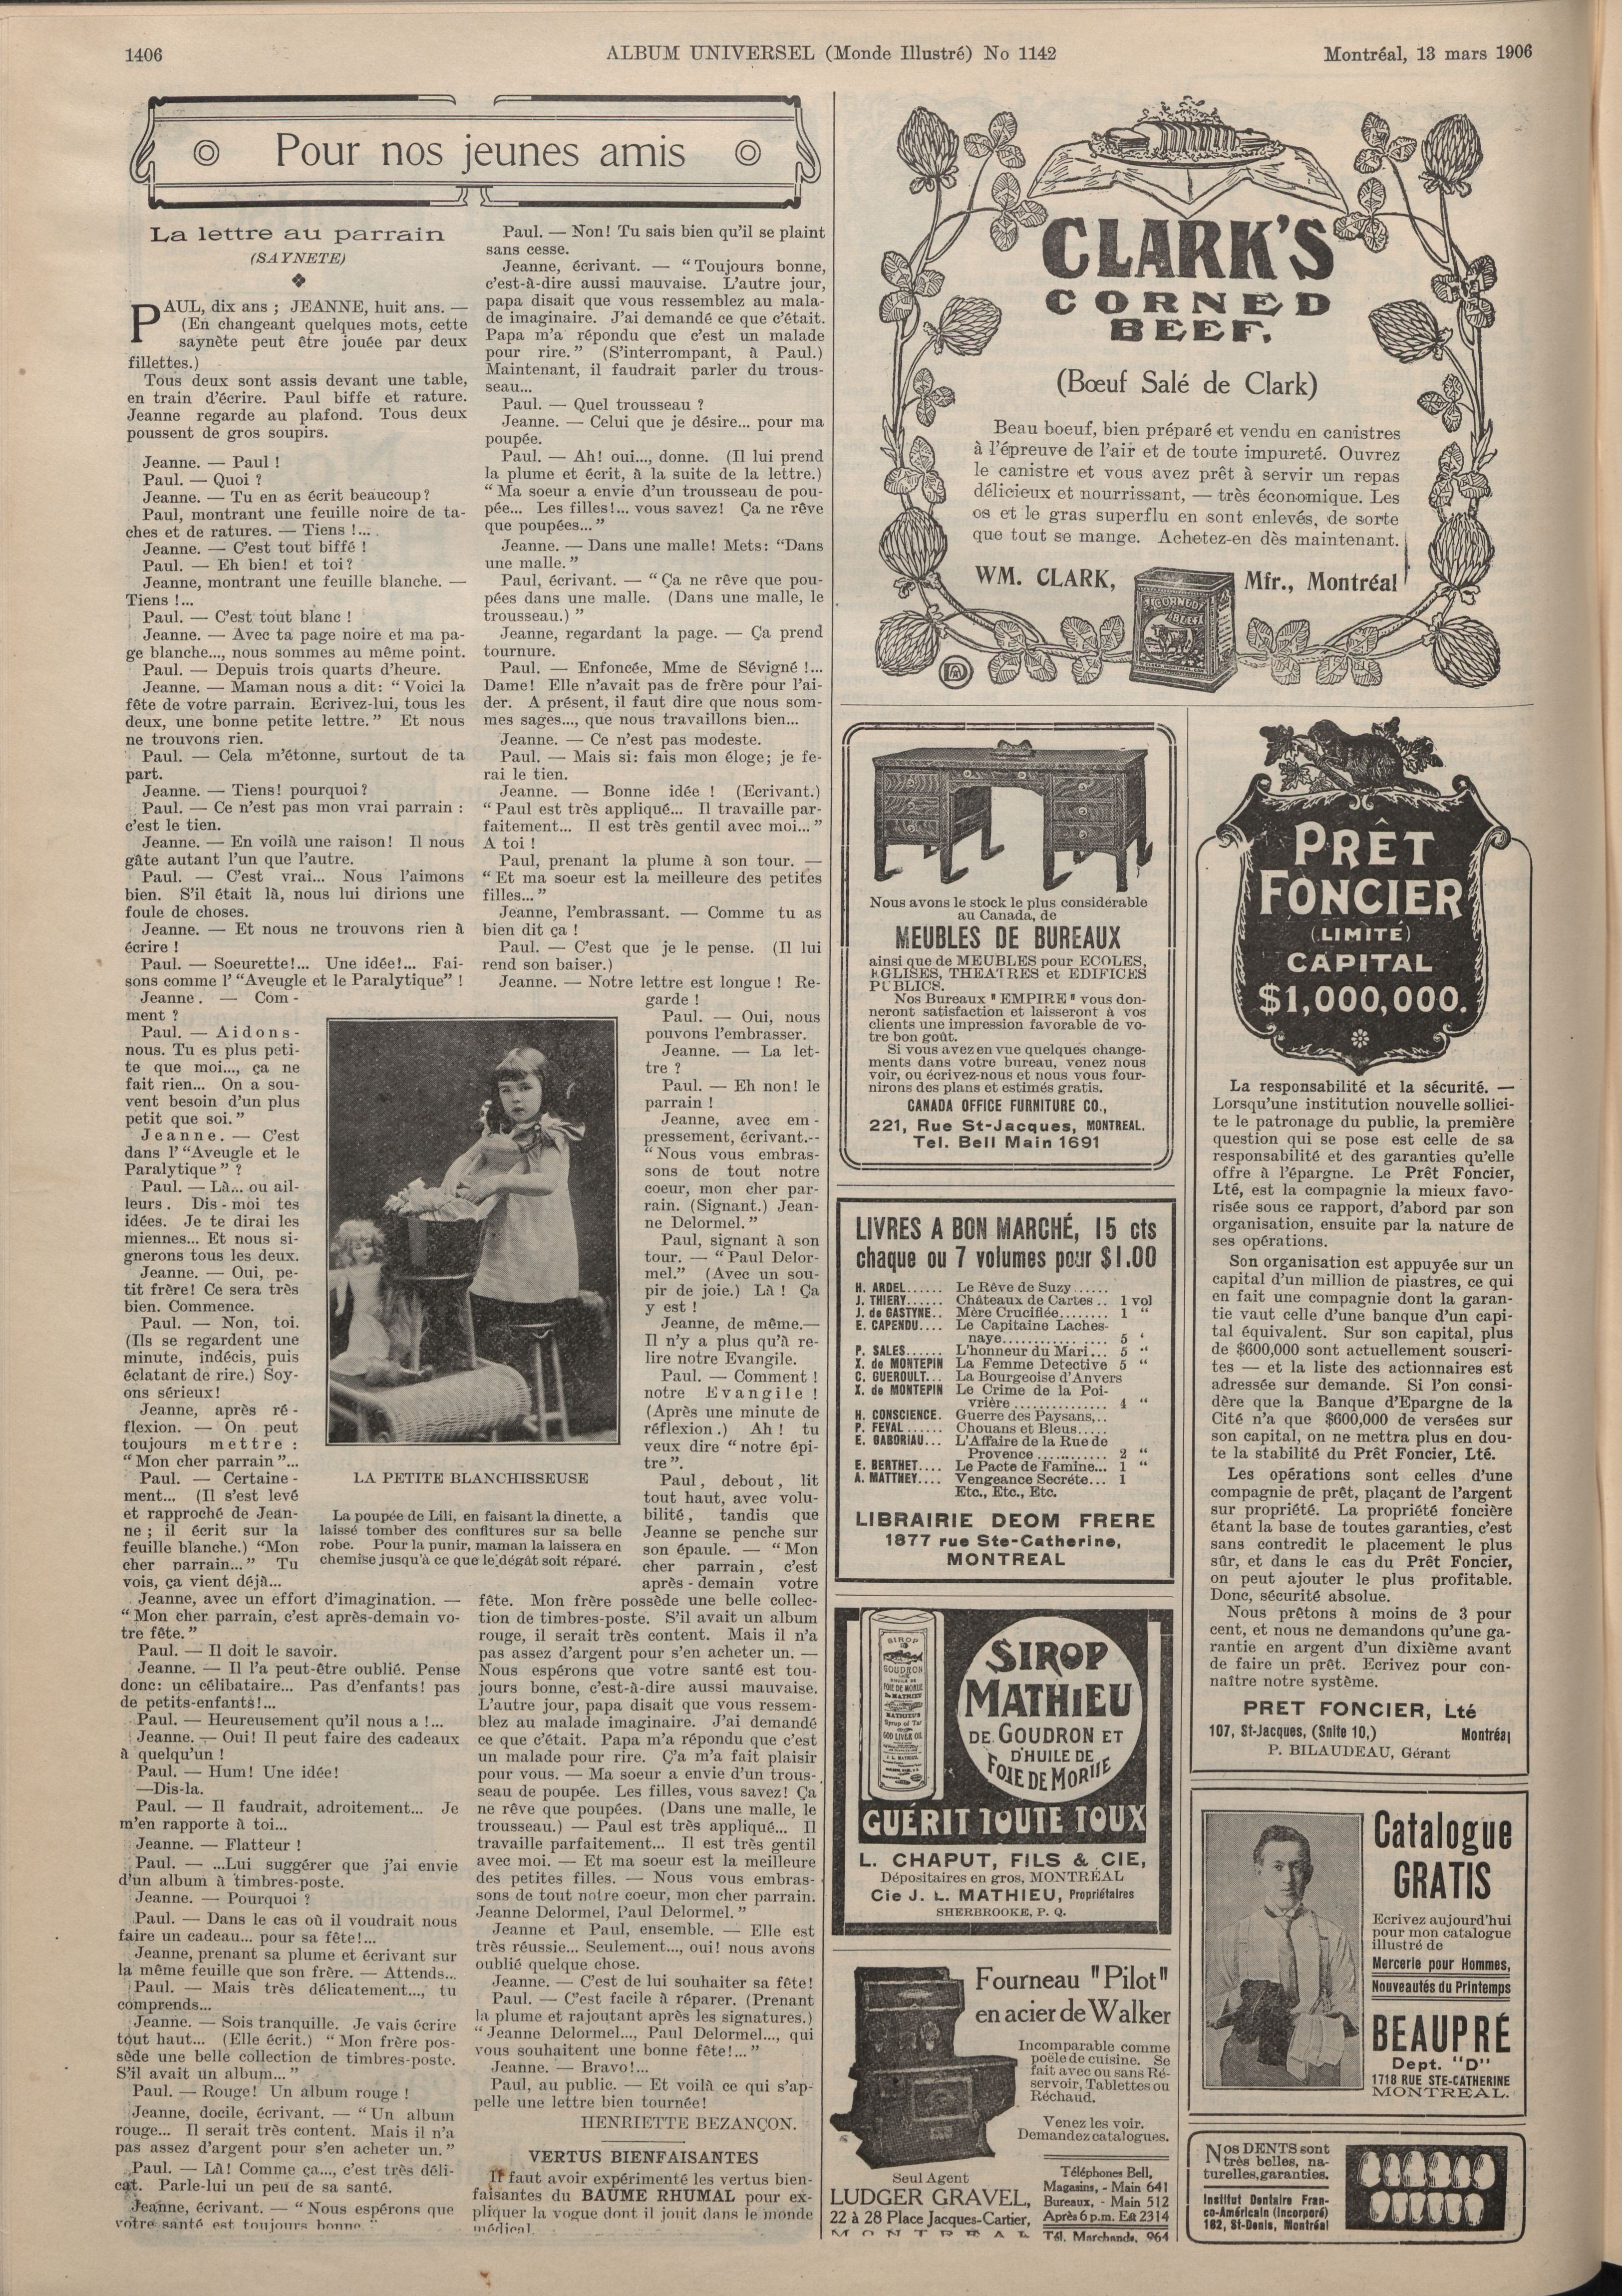 1406
ALBUM UNIVERSEL (Monde Illustré) No 1142
Montréal, 13 mars 1906
Pour nos jeunes amis
La lettre au parrain
(SAYNETE)
PAUL, dix ans ; JEANNE, huit ans. —
(En changeant quelques mots, cette
saynète peut être jouée par deux
fillettes.)
Tous deux sont assis devant une table,
en train d'écrire. Paul biffe et rature.
Jeanne regarde au plafond. Tous deux
poussent de gros soupirs.
Jeanne. — Paul !
Paul. — Quoi ?
Jeanne. — Tu en as écrit beaucoup ?
Paul, montrant une feuille noire de ta-
ches et de ratures. — Tiens !...
Jeanne. — C'est tout biffé !
Paul. — Eh bien! et toi ?
Jeanne, montrant une feuille blanche. —
Tiens !...
Paul. — C'est tout blanc !
Jeanne. — Avec ta page noire et ma pa-
ge blanche..., nous sommes au même point.
Paul. — Depuis trois quarts d'heure.
Jeanne. — Maman nous a dit: “ Voici la
fête de votre parrain. Ecrivez-lui, tous les
deux, une bonne petite lettre. ” Et nous
ne trouvons rien.
Paul. — Cela m'étonne, surtout de ta
part.
Jeanne. — Tiens! pourquoi ?
Paul. — Ce n'est pas mon vrai parrain :
c'est le tien.
Jeanne. — En voilà une raison! Il nous
gâte autant l'un que l'autre.
Paul. — C'est vrai... Nous l'aimons
bien. S'il était là, nous lui dirions une
foule de choses.
Jeanne. — Et nous ne trouvons rien à
écrire !
Paul. — Soeurette!... Une idée!... Fai-
sons comme l' “Aveugle et le Paralytique” !
Jeanne. — Com-
ment ?
Paul. — Aidons-
nous. Tu es plus peti-
te que moi..., ça ne
fait rien... On a sou-
vent besoin d'un plus
petit que soi.”
Jeanne. — C'est
dans l' “Aveugle et le
Paralytique ” ?
Paul. — Là... ou ail-
leurs. Dis-moi tes
idées. Je te dirai les
miennes... Et nous si-
gnerons tous les deux.
Jeanne. — Oui, pe-
tit frère! Ce sera très
bien. Commence.
Paul. — Non, toi.
(Ils se regardent une
minute, indécis, puis
éclatant de rire.) Soy-
ons sérieux!
Jeanne, après ré-
flexion. — On peut
toujours mettre :
“ Mon cher parrain ”...
Paul. — Certaine-
ment... (Il s'est levé
et rapproché de Jean-
ne ; il écrit sur la
feuille blanche.) “Mon
cher parrain...” Tu
vois, ça vient déjà...
Jeanne, avec un effort d'imagination. —
“ Mon cher parrain, c'est après-demain vo-
tre fête. ”
Paul. — Il doit le savoir.
Jeanne. — Il l'a peut-être oublié. Pense
donc: un célibataire... Pas d'enfants! pas
de petits-enfants!...
Paul. — Heureusement qu'il nous a !...
Jeanne. — Oui! Il peut faire des cadeaux
à quelqu'un !
Paul. — Hum! Une idée!
—Dis-la.
Paul. — Il faudrait, adroitement... Je
m'en rapporte à toi...
Jeanne. — Flatteur !
Paul. — ...Lui suggérer que j'ai envie
d'un album à timbres-poste.
Jeanne. — Pourquoi ?
Paul. — Dans le cas où il voudrait nous
faire un cadeau... pour sa fête!...
Jeanne, prenant sa plume et écrivant sur
la même feuille que son frère. — Attends...
Paul. — Mais très délicatement..., tu
comprends...
Jeanne. — Sois tranquille. Je vais écrire
tout haut... (Elle écrit.) “ Mon frère pos-
sède une belle collection de timbres-poste.
S'il avait un album... ”
Paul. — Rouge! Un album rouge !
Jeanne, docile, écrivant. — “ Un album
rouge... Il serait très content. Mais il n'a
pas assez d'argent pour s'en acheter un. ”
Paul. — Là! Comme ça..., c'est très déli-
cat. Parle-lui un peu de sa santé.
Jeanne, écrivant. — “ Nous espérons que
votre santé est toujours bonne. ”
Paul. — Non! Tu sais bien qu'il se plaint
sans cesse.
Jeanne, écrivant. — “ Toujours bonne,
c'est-à-dire aussi mauvaise. L'autre jour,
papa disait que vous ressemblez au mala-
de imaginaire. J'ai demandé ce que c'était.
Papa m'a répondu que c'est un malade
pour rire. ” (S'interrompant, à Paul.)
Maintenant, il faudrait parler du trous-
seau...
Paul. — Quel trousseau ?
Jeanne. — Celui que je désire... pour ma
poupée.
Paul. — Ah! oui..., donne. (Il lui prend
la plume et écrit, à la suite de la lettre.)
“ Ma soeur a envie d'un trousseau de pou-
pée... Les filles!... vous savez! Ça ne rêve
que poupées... ”
Jeanne. — Dans une malle! Mets: “Dans
une malle. ”
Paul, écrivant. — “ Ça ne rêve que pou-
pées dans une malle. (Dans une malle, le
trousseau.) ”
Jeanne, regardant la page. — Ça prend
tournure.
Paul. — Enfoncée, Mme de Sévigné !...
Dame! Elle n'avait pas de frère pour l'ai-
der. A présent, il faut dire que nous som-
mes sages..., que nous travaillons bien...
Jeanne. — Ce n'est pas modeste.
Paul. — Mais si: fais mon éloge; je fe-
rai le tien.
Jeanne. — Bonne idée ! (Ecrivant.)
“ Paul est très appliqué... Il travaille par-
faitement... Il est très gentil avec moi... ”
A toi !
Paul, prenant la plume à son tour. —
“ Et ma soeur est la meilleure des petites
filles... ”
Jeanne, l'embrassant. — Comme tu as
bien dit ça !
Paul. — C'est que je le pense. (Il lui
rend son baiser.)
Jeanne. — Notre lettre est longue ! Re-
garde !
Paul. — Oui, nous
pouvons l'embrasser.
Jeanne. — La let-
tre ?
Paul. — Eh non! le
parrain !
Jeanne, avec em-
pressement, écrivant.--
“ Nous vous embras-
sons de tout notre
coeur, mon cher par-
rain. (Signant.) Jean-
ne Delormel. ”
Paul, signant à son
tour. — “ Paul Delor-
mel.” (Avec un sou-
pir de joie.) Là ! Ça
y est !
Jeanne, de même.—
Il n'y a plus qu'à re-
lire notre Evangile.
Paul. — Comment !
notre Evangile !
(Après une minute de
réflexion.) Ah ! tu
veux dire “ notre épi-
tre ”.
Paul, debout, lit
tout haut, avec volu-
bilité, tandis que
Jeanne se penche sur
son épaule. — “ Mon
cher parrain, c'est
après-demain votre
fête. Mon frère possède une belle collec-
tion de timbres-poste. S'il avait un album
rouge, il serait très content. Mais il n'a
pas assez d'argent pour s'en acheter un. —
Nous espérons que votre santé est tou-
jours bonne, c'est-à-dire aussi mauvaise.
L'autre jour, papa disait que vous ressem-
blez au malade imaginaire. J'ai demandé
ce que c'était. Papa m'a répondu que c'est
un malade pour rire. Ç'a m'a fait plaisir
pour vous. — Ma soeur a envie d'un trous-
seau de poupée. Les filles, vous savez! Ça
ne rêve que poupées. (Dans une malle, le
trousseau.) — Paul est très appliqué... Il
travaille parfaitement... Il est très gentil
avec moi. — Et ma soeur est la meilleure
des petites filles. — Nous vous embras-
sons de tout notre coeur, mon cher parrain.
Jeanne Delormel, Paul Delormel. ”
Jeanne et Paul, ensemble. — Elle est
très réussie... Seulement..., oui! nous avons
oublié quelque chose.
Jeanne. — C'est de lui souhaiter sa fête!
Paul. — C'est facile à réparer. (Prenant
la plume et rajoutant après les signatures.)
“ Jeanne Delormel..., Paul Delormel..., qui
vous souhaitent une bonne fête!... ”
Jeanne. — Bravo!...
Paul, au public. — Et voilà ce qui s'ap-
pelle une lettre bien tournée!
HENRIETTE BEZANÇON.
VERTUS BIENFAISANTES
Il faut avoir expérimenté les vertus bien-
faisantes du BAUME RHUMAL pour ex-
pliquer la vogue dont il jouit dans le monde
médical.
LA PETITE BLANCHISSEUSE
La poupée de Lili, en faisant la dinette, a
laissé tomber des confitures sur sa belle
robe. Pour la punir, maman la laissera en
chemise jusqu'à ce que le dégât soit réparé.
CLARK'S
CORNED
BEEF.
(Bœuf Salé de Clark)
Beau boeuf, bien préparé et vendu en canistres
à l'épreuve de l'air et de toute impureté. Ouvrez
le canistre et vous avez prêt à servir un repas
délicieux et nourrissant, — très économique. Les
os et le gras superflu en sont enlevés, de sorte
que tout se mange. Achetez-en dès maintenant.
WM. CLARK, Mfr., Montréal
CORNED
BEEF
Nous avons le stock le plus considérable
au Canada, de
MEUBLES DE BUREAUX
ainsi que de MEUBLES pour ECOLES,
EGLISES, THEATRES et EDIFICES
PUBLICS.
Nos Bureaux "EMPIRE" vous don-
neront satisfaction et laisseront à vos
clients une impression favorable de vo-
tre bon goût.
Si vous avez en vue quelques change-
ments dans votre bureau, venez nous
voir, ou écrivez-nous et nous vous four-
nirons des plans et estimés gratis.
CANADA OFFICE FURNITURE CO.,
221, Rue St-Jacques, MONTREAL.
Tel. Bell Main 1691
LIVRES A BON MARCHÉ, 15 cts
chaque ou 7 volumes pour $1.00
H. ARDEL...... Le Rêve de Suzy......
J. THIERY...... Châteaux de Cartes .. 1 vol
J. de GASTYNE.. Mère Crucifiée........ 1 “
E. CAPENDU.... Le Capitaine Laches-
naye................ 5 ‘
P. SALES...... L'honneur du Mari... 5 “
X. de MONTEPIN La Femme Detective 5 “
C. GUEROULT... La Bourgeoise d'Anvers
X. de MONTEPIN Le Crime de la Poi-
vrière .............. 4 “
H. CONSCIENCE. Guerre des Paysans,..
P. FEVAL...... Chouans et Bleus.....
E. GABORIAU... L'Affaire de la Rue de
Provence ............ 2 “
E. BERTHET.... Le Pacte de Famine... 1 “
A. MATTHEY.... Vengeance Secréte... 1
Etc., Etc., Etc.
LIBRAIRIE DEOM FRERE
1877 rue Ste-Catherine,
MONTREAL
SIROP
GOUDRON
FOIE DE MORUE
MATHIEU'S
Syrup of Tar
COD LIVER OIL
SIROP
MATHIEU
DE GOUDRON ET
D'HUILE DE
FOIE DE MORUE
GUÉRIT TOUTE TOUX
L. CHAPUT, FILS & CIE,
Dépositaires en gros, MONTRÉAL
Cie J. L. MATHIEU, Propriétaires
SHERBROOKE, P. Q.
Fourneau "Pilot"
en acier de Walker
Incomparable comme
poële de cuisine. Se
fait avec ou sans Ré-
servoir, Tablettes ou
Réchaud.
Venez les voir.
Demandez catalogues.
Seul Agent
LUDGER GRAVEL,
22 à 28 Place Jacques-Cartier,
MONTREAL
Téléphones Bell,
Magasins, - Main 641
Bureaux, - Main 512
Après 6 p.m. Est 2314
Tél. Marchands, 964
PRÊT
FONCIER
(LIMITÉ)
CAPITAL
$1,000,000.
La responsabilité et la sécurité. —
Lorsqu'une institution nouvelle sollici-
te le patronage du public, la première
question qui se pose est celle de sa
responsabilité et des garanties qu'elle
offre à l'épargne. Le Prêt Foncier,
Lté, est la compagnie la mieux favo-
risée sous ce rapport, d'abord par son
organisation, ensuite par la nature de
ses opérations.
Son organisation est appuyée sur un
capital d'un million de piastres, ce qui
en fait une compagnie dont la garan-
tie vaut celle d'une banque d'un capi-
tal équivalent. Sur son capital, plus
de $600,000 sont actuellement souscri-
tes — et la liste des actionnaires est
adressée sur demande. Si l'on consi-
dère que la Banque d'Epargne de la
Cité n'a que $600,000 de versées sur
son capital, on ne mettra plus en dou-
te la stabilité du Prêt Foncier, Lté.
Les opérations sont celles d'une
compagnie de prêt, plaçant de l'argent
sur propriété. La propriété foncière
étant la base de toutes garanties, c'est
sans contredit le placement le plus
sûr, et dans le cas du Prêt Foncier,
on peut ajouter le plus profitable.
Donc, sécurité absolue.
Nous prêtons à moins de 3 pour
cent, et nous ne demandons qu'une ga-
rantie en argent d'un dixième avant
de faire un prêt. Ecrivez pour con-
naître notre système.
PRET FONCIER, Lté
107, St-Jacques, (Suite 10,) Montréal
P. BILAUDEAU, Gérant
Catalogue
GRATIS
Ecrivez aujourd'hui
pour mon catalogue
illustré de
Mercerie pour Hommes,
Nouveautés du Printemps
BEAUPRÉ
Dept. "D"
1718 RUE STE-CATHERINE
MONTREAL.
Nos DENTS sont
très belles, na-
turelles, garanties.
Institut Dentaire Fran-
co-Américain (Incorporé)
162, St-Denis, Montréal